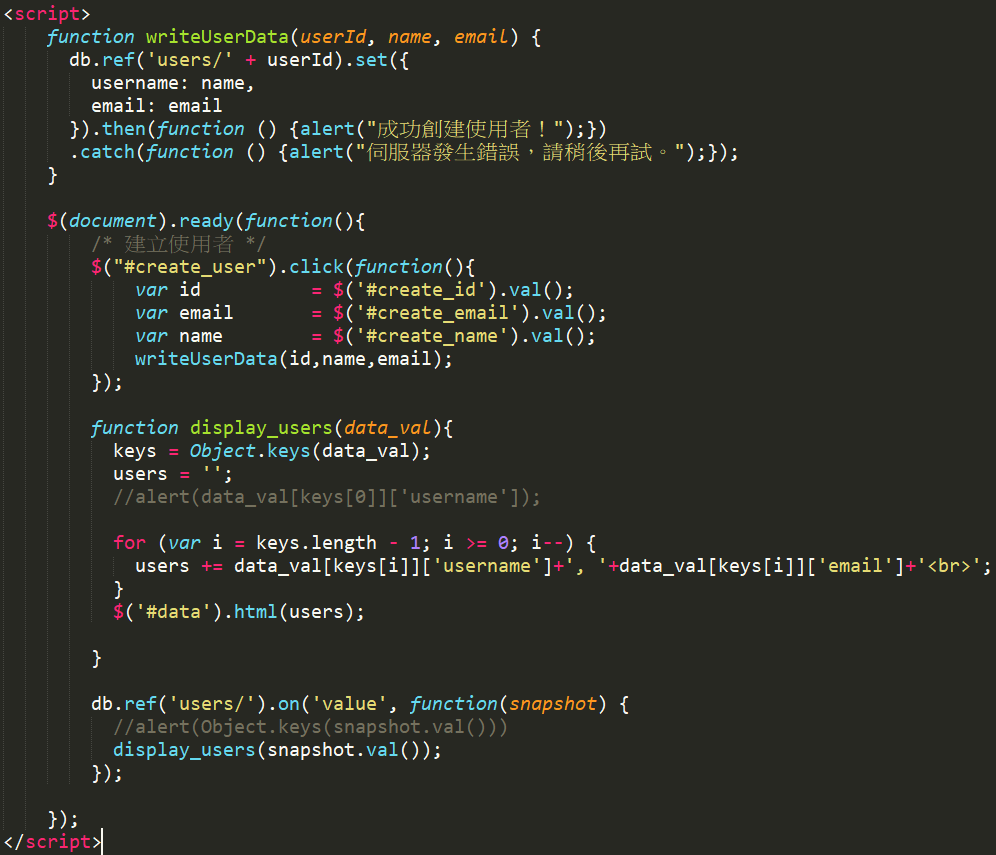 <script>
function writeUserData(userId, name, email) {
db.ref('users/' + userId).set({
username: name,
email: email
}).then(function () {alert("成功創建使用者！");})
.catch(function () {alert("伺服器發生錯誤，請稍後再試。");});
}
$(document).ready(function(){
/* 建立使用者 */
$("#create_user").click(function(){
var id = $('#create_id').val();
var email = $('#create_email').val();
var name = $('#create_name').val();
writeUserData(id,name,email);
});
function display_users(data_val){
keys = Object.keys(data_val);
users = '';
//alert(data_val[keys[0]]['username']);
for (var i = keys.length - 1; i >= 0; i--) {
users += data_val[keys[i]]['username']+', '+data_val[keys[i]]['email']+'<br>';
}
$('#data').html(users);
}
db.ref('users/').on('value', function(snapshot) {
//alert(Object.keys(snapshot.val()))
display_users(snapshot.val());
});
});
</script>